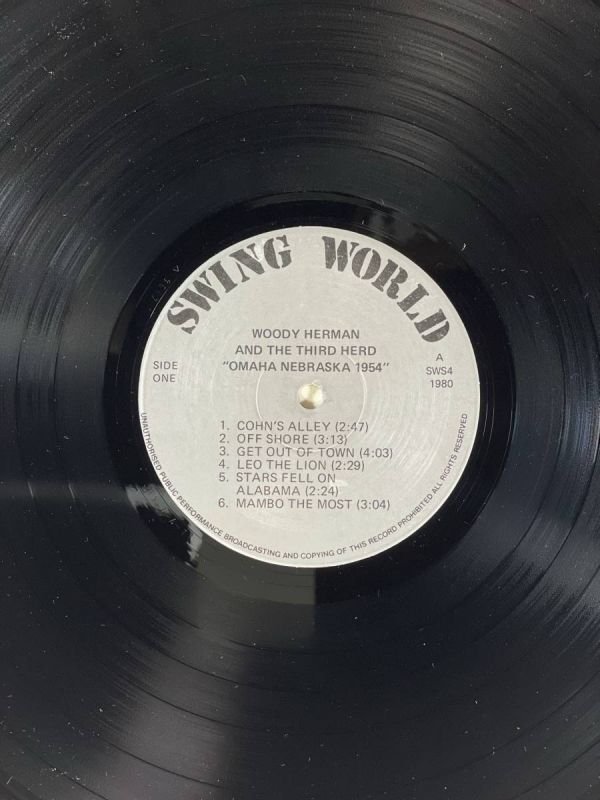 SWING WORLD
WOODY HERMAN
AND THE THIRD HERD
"OMAHA NEBRASKA 1954"
SIDE
ONE
A
SWS4
1980
1. COHN'S ALLEY (2:47)
2. OFF SHORE (3:13)
3. GET OUT OF TOWN (4:03)
4. LEO THE LION (2:29)
5. STARS FELL ON
ALABAMA (2:24)
6. MAMBO THE MOST (3:04)
UNAUTHORISED PUBLIC PERFORMANCE BROADCASTING AND COPYING OF THIS RECORD PROHIBITED ALL RIGHTS RESERVED